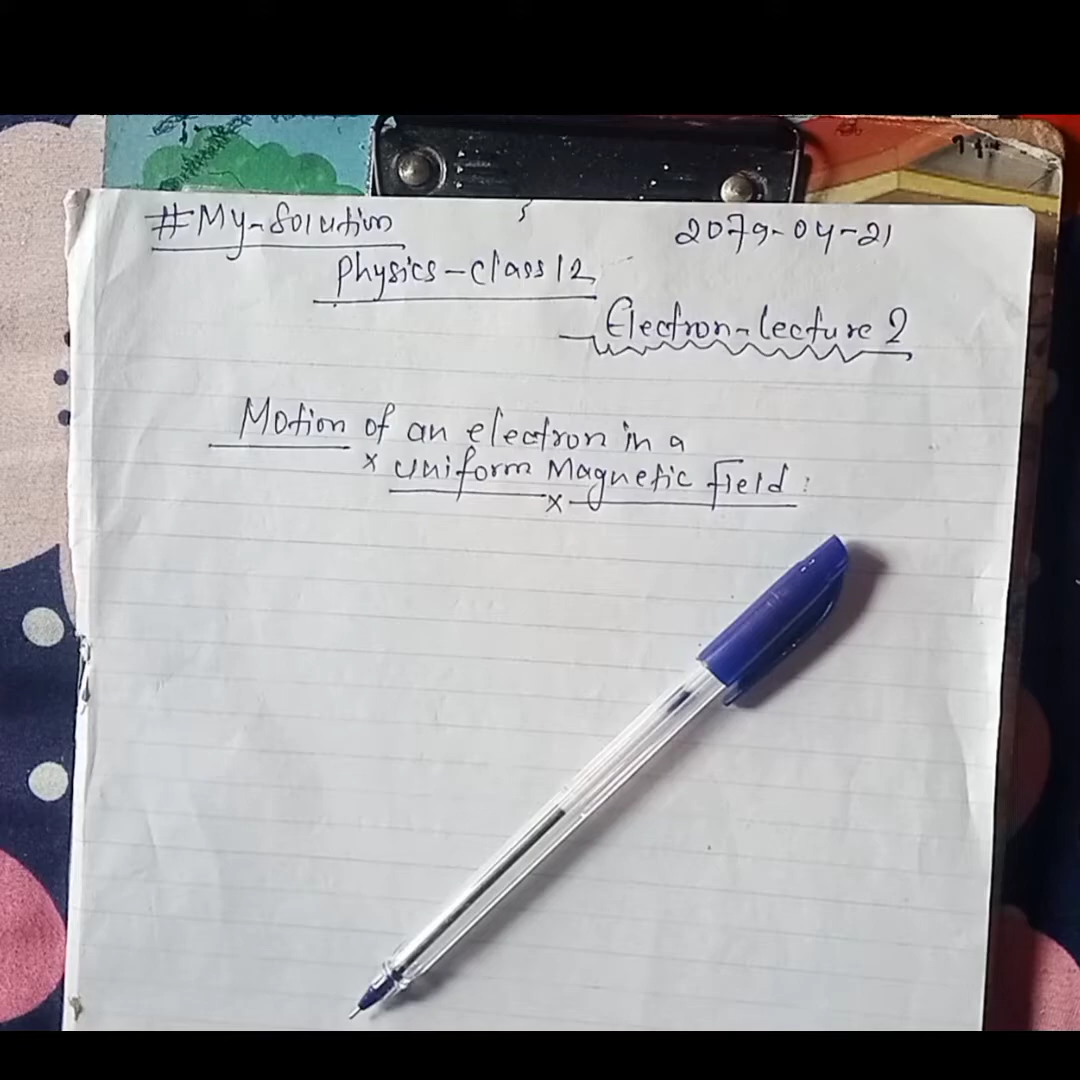 #My-Solution
2079-04-21
Physics-class 12
Electron-lecture 2
Motion of an electron in a
uniform Magnetic field: